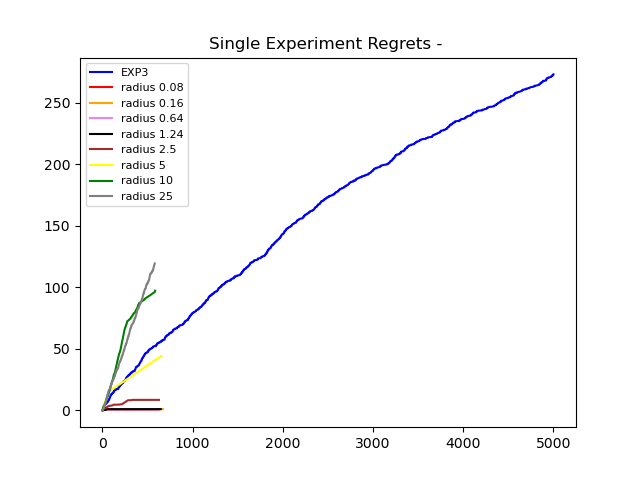 Single Experiment Regrets -
EXP3
radius 0.08
radius 0.16
radius 0.64
radius 1.24
radius 2.5
radius 5
radius 10
radius 25
250
200
150
100
50
0
0 1000 2000 3000 4000 5000